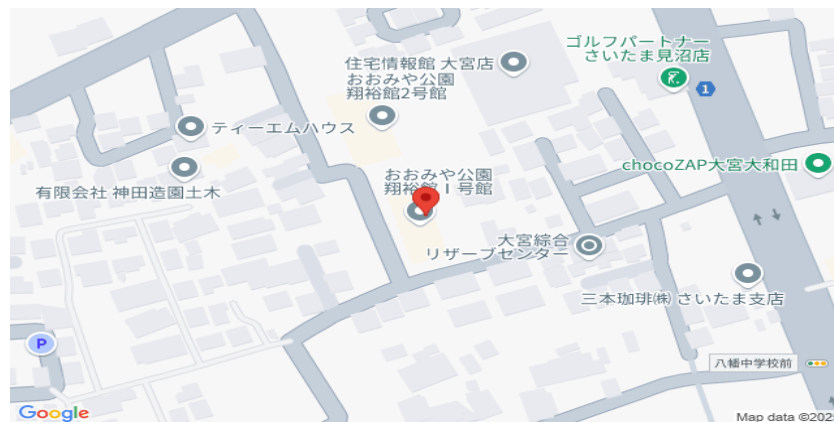 ゴルフパートナー
さいたま見沼店
住宅情報館 大宮店
おおみや公園
翔裕館2号館
1
ティーエムハウス
chocoZAP大宮大和田
おおみや公園
翔裕館1号館
有限会社 神田造園土木
大宮綜合
リザーブセンター
三本珈琲㈱ さいたま支店
P
八幡中学校前
Google
Map data ©202